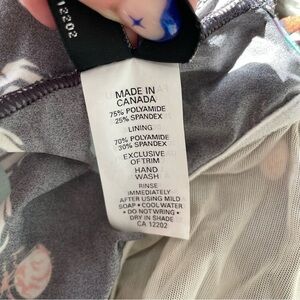 12202
MADE IN
CANADA
75% POLYAMIDE
25% SPANDEX
LINING
70% POLYAMIDE
30% SPANDEX
EXCLUSIVE
OF TRIM
HAND
WASH
RINSE
IMMEDIATELY
AFTER USING MILD
SOAP • COOL WATER
• DO NOT WRING •
DRY IN SHADE
CA 12202